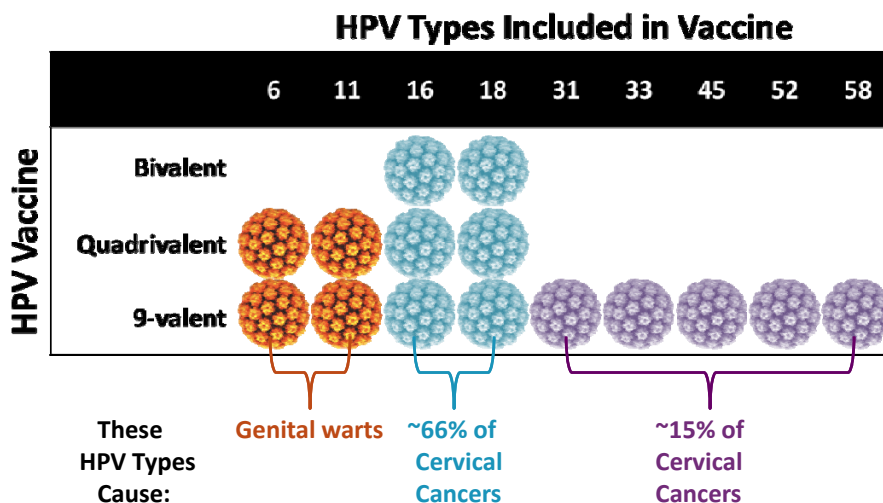 HPV Types Included in Vaccine
6 11 16 18 31 33 45 52 58
HPV Vaccine
Bivalent
Quadrivalent
9-valent
These HPV Types Cause:
Genital warts
~66% of Cervical Cancers
~15% of Cervical Cancers